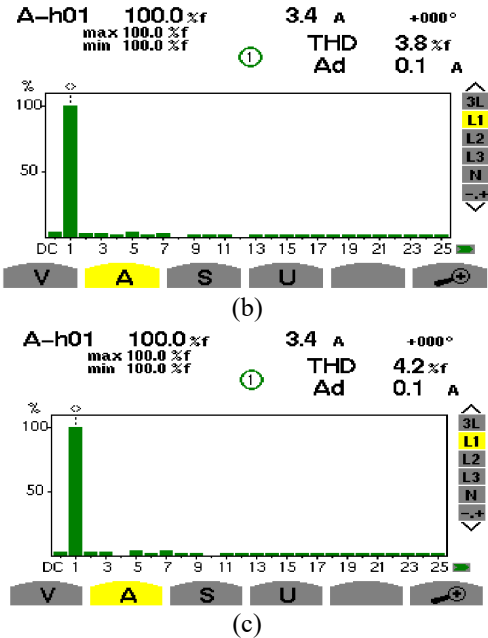 A-h01 100.0 %f 3.4 A +000°
max 100.0 %f
min 100.0 %f
1
THD 3.8 %f
Ad 0.1 A
%
100
50
DC 1 3 5 7 9 11 13 15 17 19 21 23 25
3L
L1
L2
L3
N
-.+
V A S U
(b)
A-h01 100.0 %f 3.4 A +000°
max 100.0 %f
min 100.0 %f
1
THD 4.2 %f
Ad 0.1 A
%
100
50
DC 1 3 5 7 9 11 13 15 17 19 21 23 25
3L
L1
L2
L3
N
-.+
V A S U
(c)